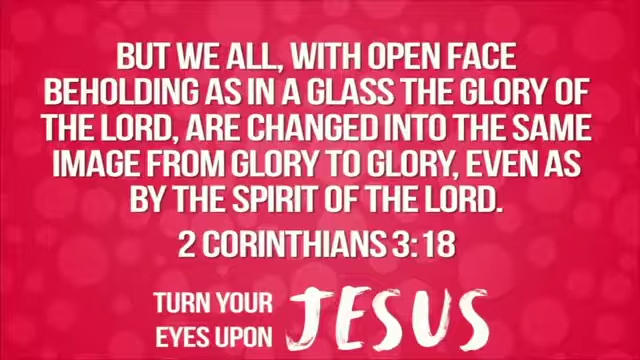 BUT WE ALL, WITH OPEN FACE
BEHOLDING AS IN A GLASS THE GLORY OF
THE LORD, ARE CHANGED INTO THE SAME
IMAGE FROM GLORY TO GLORY, EVEN AS
BY THE SPIRIT OF THE LORD.
2 CORINTHIANS 3:18
TURN YOUR
EYES UPON
JESUS